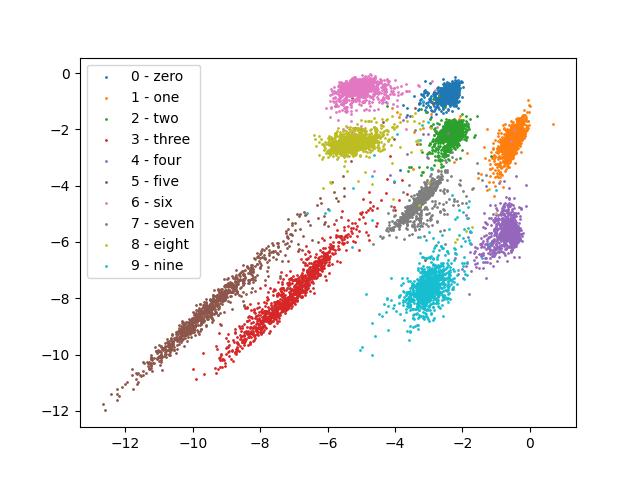 0 - zero
1 - one
2 - two
3 - three
4 - four
5 - five
6 - six
7 - seven
8 - eight
9 - nine
0
−2
−4
−6
−8
−10
−12
−12 −10 −8 −6 −4 −2 0